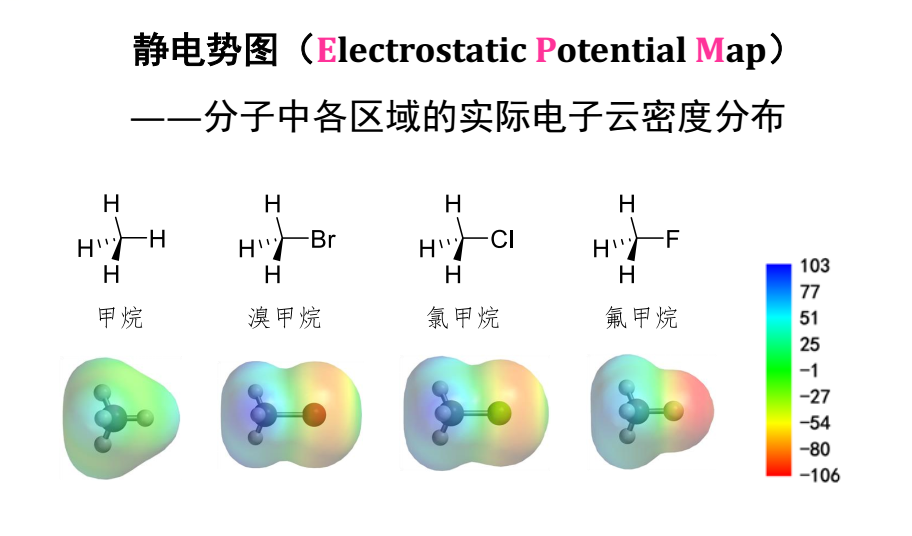 静电势图（Electrostatic Potential Map）
——分子中各区域的实际电子云密度分布
H
H H
H
甲烷
H
H Br
H
溴甲烷
H
H Cl
H
氯甲烷
H
H F
H
氟甲烷
103
77
51
25
−1
−27
−54
−80
−106